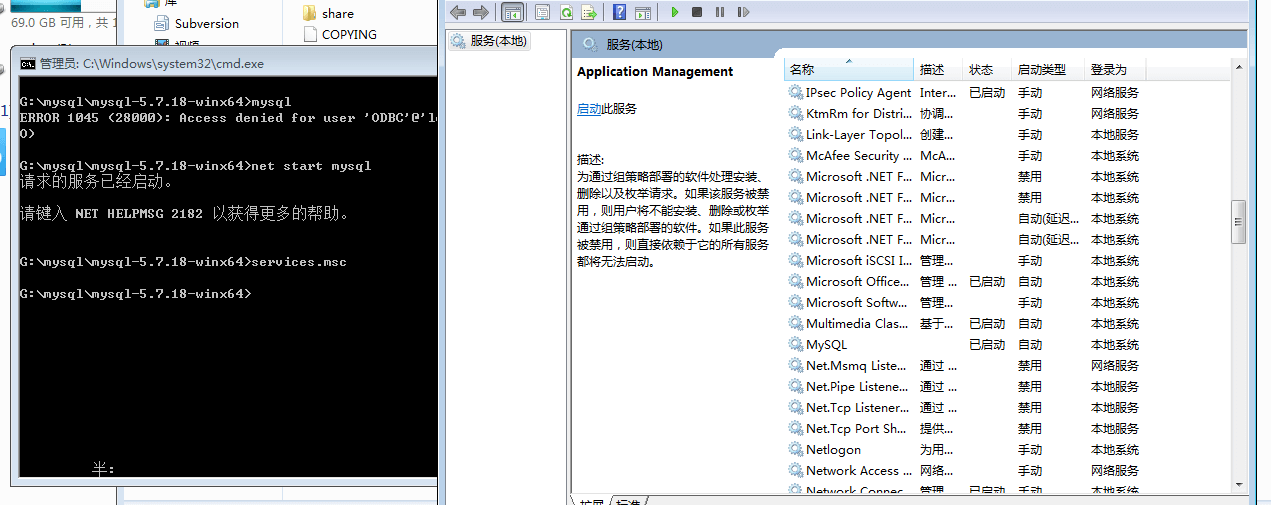 69.0 GB 可用，共 1
库
Subversion
视频
share
COPYING
管理员: C:\Windows\system32\cmd.exe
G:\mysql\mysql-5.7.18-winx64>mysql
ERROR 1045 (28000): Access denied for user 'ODBC'@'l
O)
G:\mysql\mysql-5.7.18-winx64>net start mysql
请求的服务已经启动。
请键入 NET HELPMSG 2182 以获得更多的帮助。
G:\mysql\mysql-5.7.18-winx64>services.msc
G:\mysql\mysql-5.7.18-winx64>
半:
服务(本地)
服务(本地)
Application Management
启动此服务
描述:
为通过组策略部署的软件处理安装、
删除以及枚举请求。如果该服务被禁
用，则用户将不能安装、删除或枚举
通过组策略部署的软件。如果此服务
被禁用，则直接依赖于它的所有服务
都将无法启动。
名称 描述 状态 启动类型 登录为
IPsec Policy Agent Inter... 已启动 手动 网络服务
KtmRm for Distri... 协调... 手动 网络服务
Link-Layer Topol... 创建... 手动 本地服务
McAfee Security ... McA... 手动 本地系统
Microsoft .NET F... Micr... 禁用 本地系统
Microsoft .NET F... Micr... 禁用 本地系统
Microsoft .NET F... Micr... 自动(延迟... 本地系统
Microsoft .NET F... Micr... 自动(延迟... 本地系统
Microsoft iSCSI I... 管理... 手动 本地系统
Microsoft Office... 管理 ... 已启动 自动 本地系统
Microsoft Softw... 管理... 手动 本地系统
Multimedia Clas... 基于... 已启动 自动 本地系统
MySQL 已启动 自动 本地系统
Net.Msmq Liste... 通过 ... 禁用 网络服务
Net.Pipe Listene... 通过 ... 禁用 本地服务
Net.Tcp Listener... 通过 ... 禁用 本地服务
Net.Tcp Port Sh... 提供... 禁用 本地服务
Netlogon 为用... 手动 本地系统
Network Access ... 网络... 手动 网络服务
Network Connec... 管理... 已启动 手动 本地系统
扩展 标准